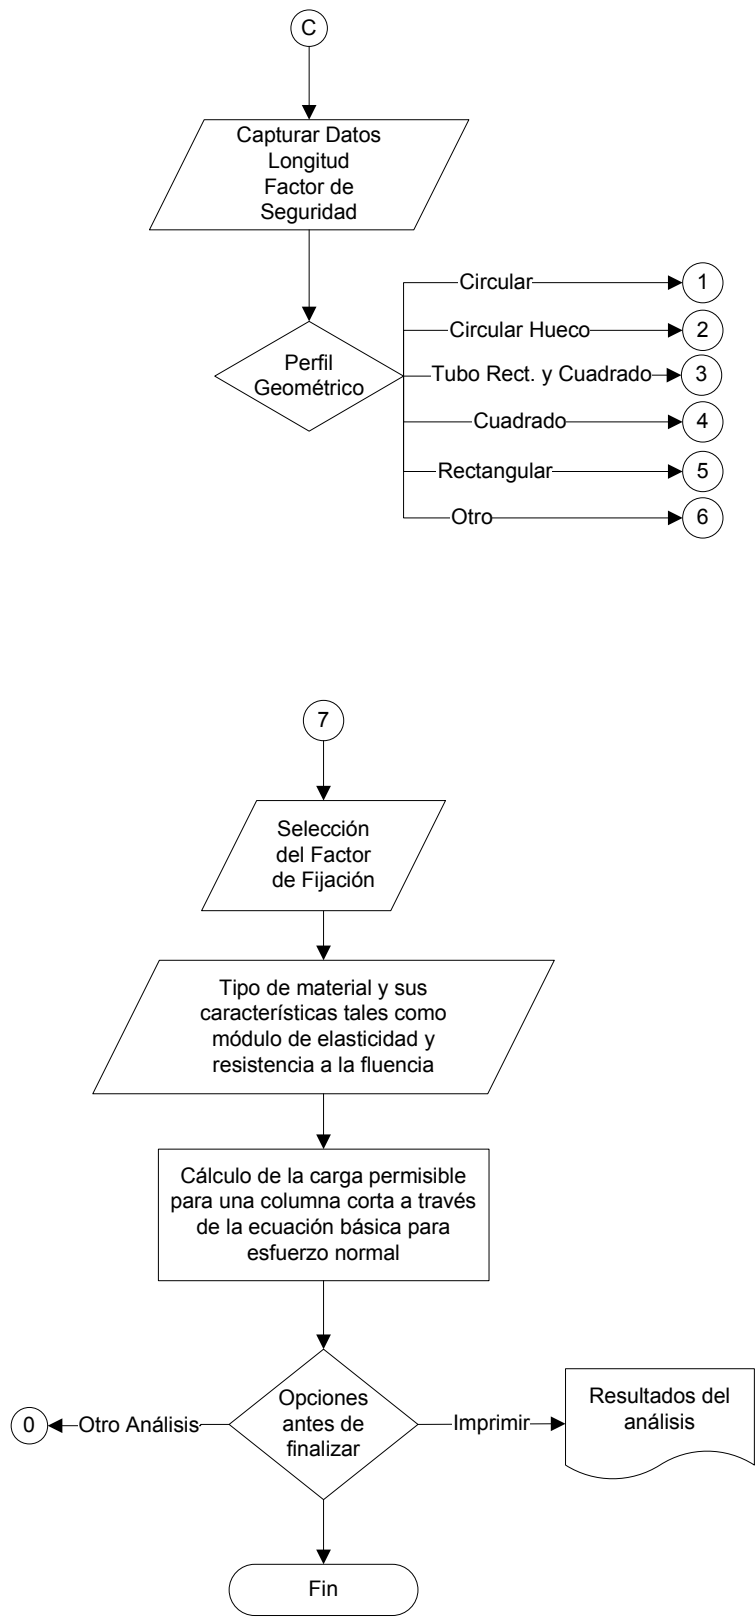 C
Capturar Datos
Longitud
Factor de
Seguridad
Perfil
Geométrico
Circular
1
Circular Hueco
2
Tubo Rect. y Cuadrado
3
Cuadrado
4
Rectangular
5
Otro
6
7
Selección
del Factor
de Fijación
Tipo de material y sus
características tales como
módulo de elasticidad y
resistencia a la fluencia
Cálculo de la carga permisible
para una columna corta a través
de la ecuación básica para
esfuerzo normal
Opciones
antes de
finalizar
0
Otro Análisis
Imprimir
Resultados del
análisis
Fin